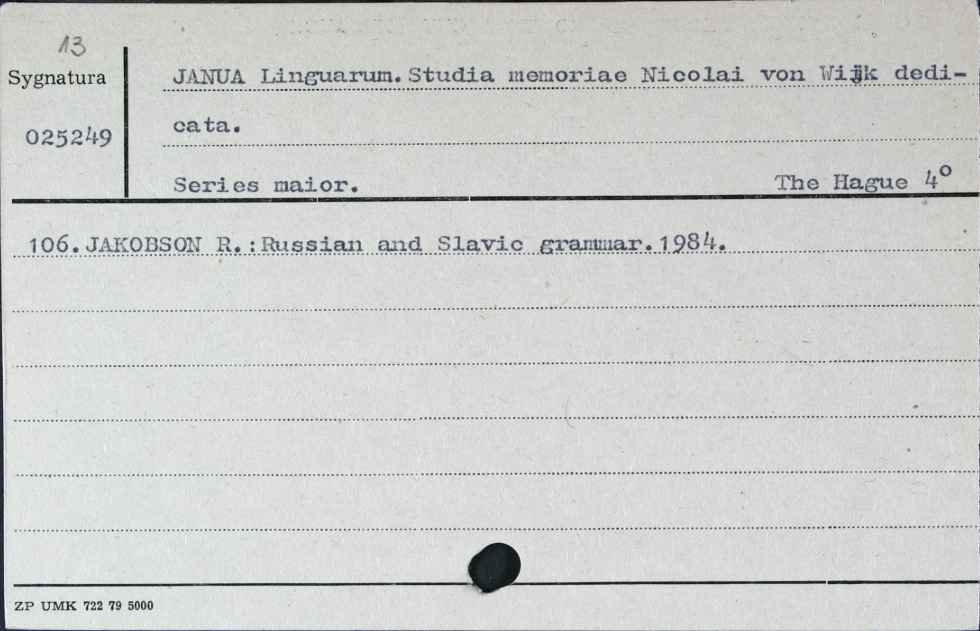 13
Sygnatura
025249
JANUA Linguarum. Studia memoriae Nicolai von Wijk dedi-
cata.
Series maior. The Hague 4°
106. JAKOBSON R.: Russian and Slavic grammar. 1984.
ZP UMK 722 79 5000